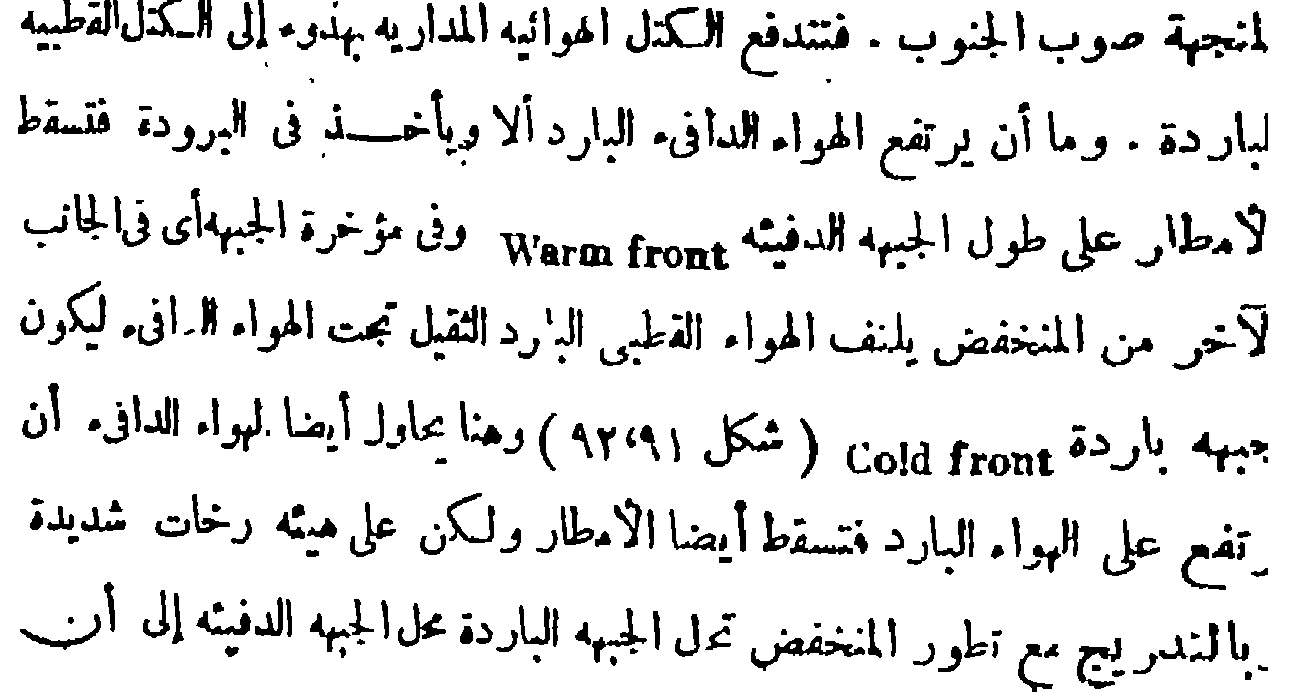 لمتجهة صوب الجنوب . فتندفع الكتل الهوائيه المداريه بهذوء إلى الكتل القطبيه
لباردة . وما أن يرتفع الهواء الدافىء البارد ألا ويأخذ فى البرودة فتسقط
لأمطار على طول الجبهه الدفيئه Warm front وفى مؤخرة الجبهه أى فى الجانب
لآخر من المنخفض يلتف الهواء القطبى البارد الثقيل تحت الهواء الدافىء ليكون
جبهه باردة Cold front ( شكل ٩٢،٩١ ) وهنا يحاول أيضا لهواء الدافىء أن
رتفع على الهواء البارد فتسقط أيضا الأمطار ولكن على هيئه رخات شديدة
.بالتدريج مع تطور المنخفض تحل الجبهه الباردة محل الجبهه الدفيئه إلى أن